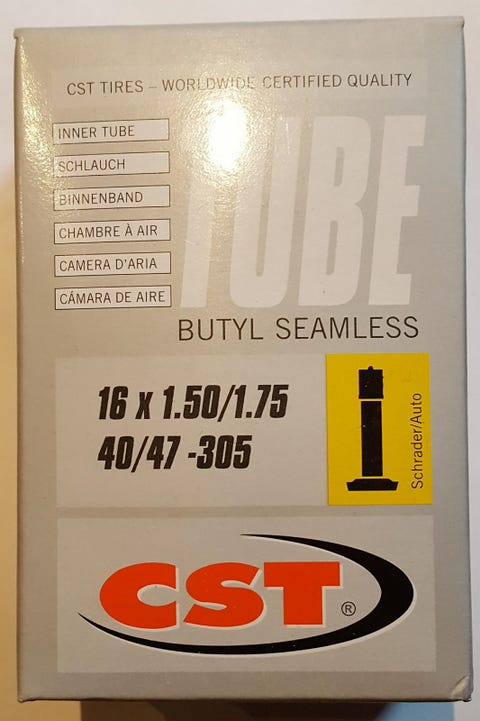 CST TIRES – WORLDWIDE CERTIFIED QUALITY
INNER TUBE
SCHLAUCH
BINNENBAND
CHAMBRE À AIR
CAMERA D'ARIA
CÁMARA DE AIRE
TUBE
BUTYL SEAMLESS
16 x 1.50/1.75
40/47 -305
Schrader/Auto
CST®